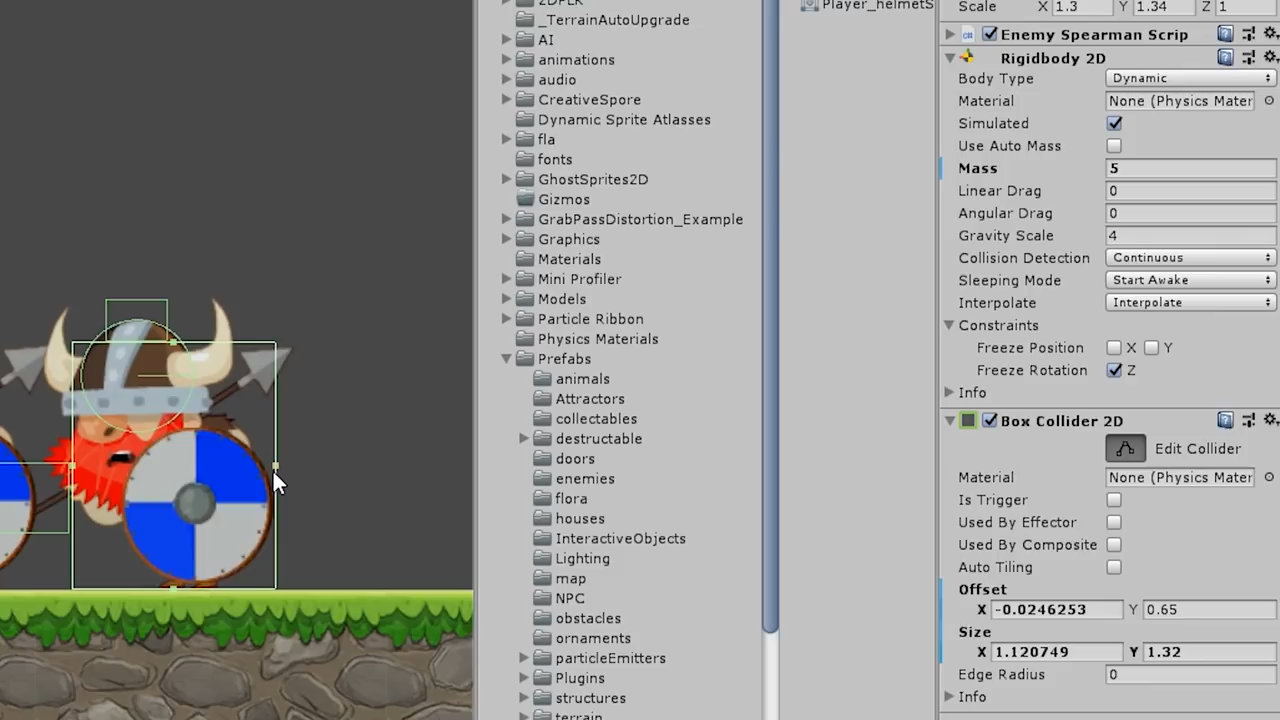 2DPLK
_TerrainAutoUpgrade
AI
animations
audio
CreativeSpore
Dynamic Sprite Atlasses
fla
fonts
GhostSprites2D
Gizmos
GrabPassDistortion_Example
Graphics
Materials
Mini Profiler
Models
Particle Ribbon
Physics Materials
Prefabs
animals
Attractors
collectables
destructable
doors
enemies
flora
houses
InteractiveObjects
Lighting
map
NPC
obstacles
ornaments
particleEmitters
Plugins
structures
terrain
Player_helmetS
Scale X 1.3 Y 1.34 Z 1
Enemy Spearman Scrip
Rigidbody 2D
Body Type Dynamic
Material None (Physics Mater
Simulated
Use Auto Mass
Mass 5
Linear Drag 0
Angular Drag 0
Gravity Scale 4
Collision Detection Continuous
Sleeping Mode Start Awake
Interpolate Interpolate
Constraints
Freeze Position X Y
Freeze Rotation Z
Info
Box Collider 2D
Edit Collider
Material None (Physics Mater
Is Trigger
Used By Effector
Used By Composite
Auto Tiling
Offset
X -0.0246253 Y 0.65
Size
X 1.120749 Y 1.32
Edge Radius 0
Info